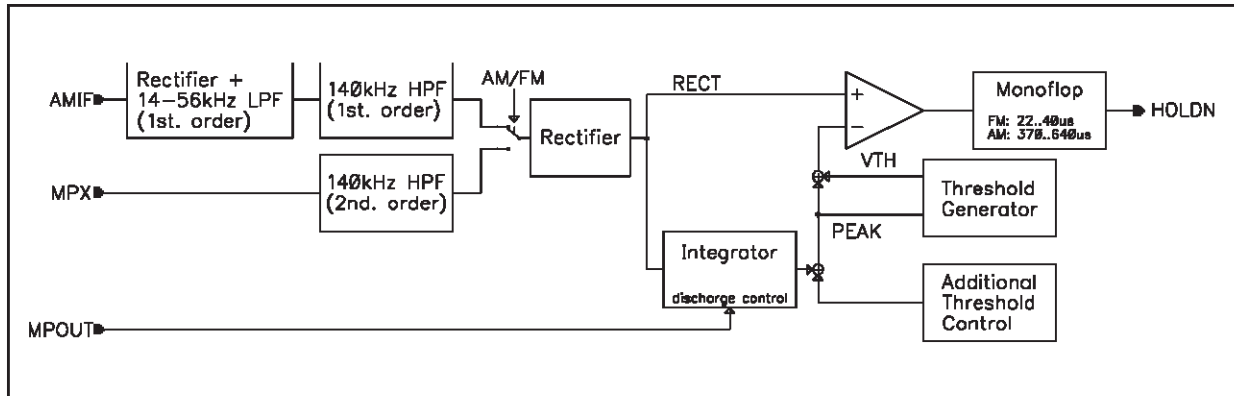 AMIF
Rectifier +
14-56kHz LPF
(1st. order)
140kHz HPF
(1st. order)
AM/FM
Rectifier
RECT
+
−
Monoflop
FM: 22..40us
AM: 370..640us
HOLDN
MPX
140kHz HPF
(2nd. order)
VTH
Threshold
Generator
PEAK
Integrator
discharge control
Additional
Threshold
Control
MPOUT